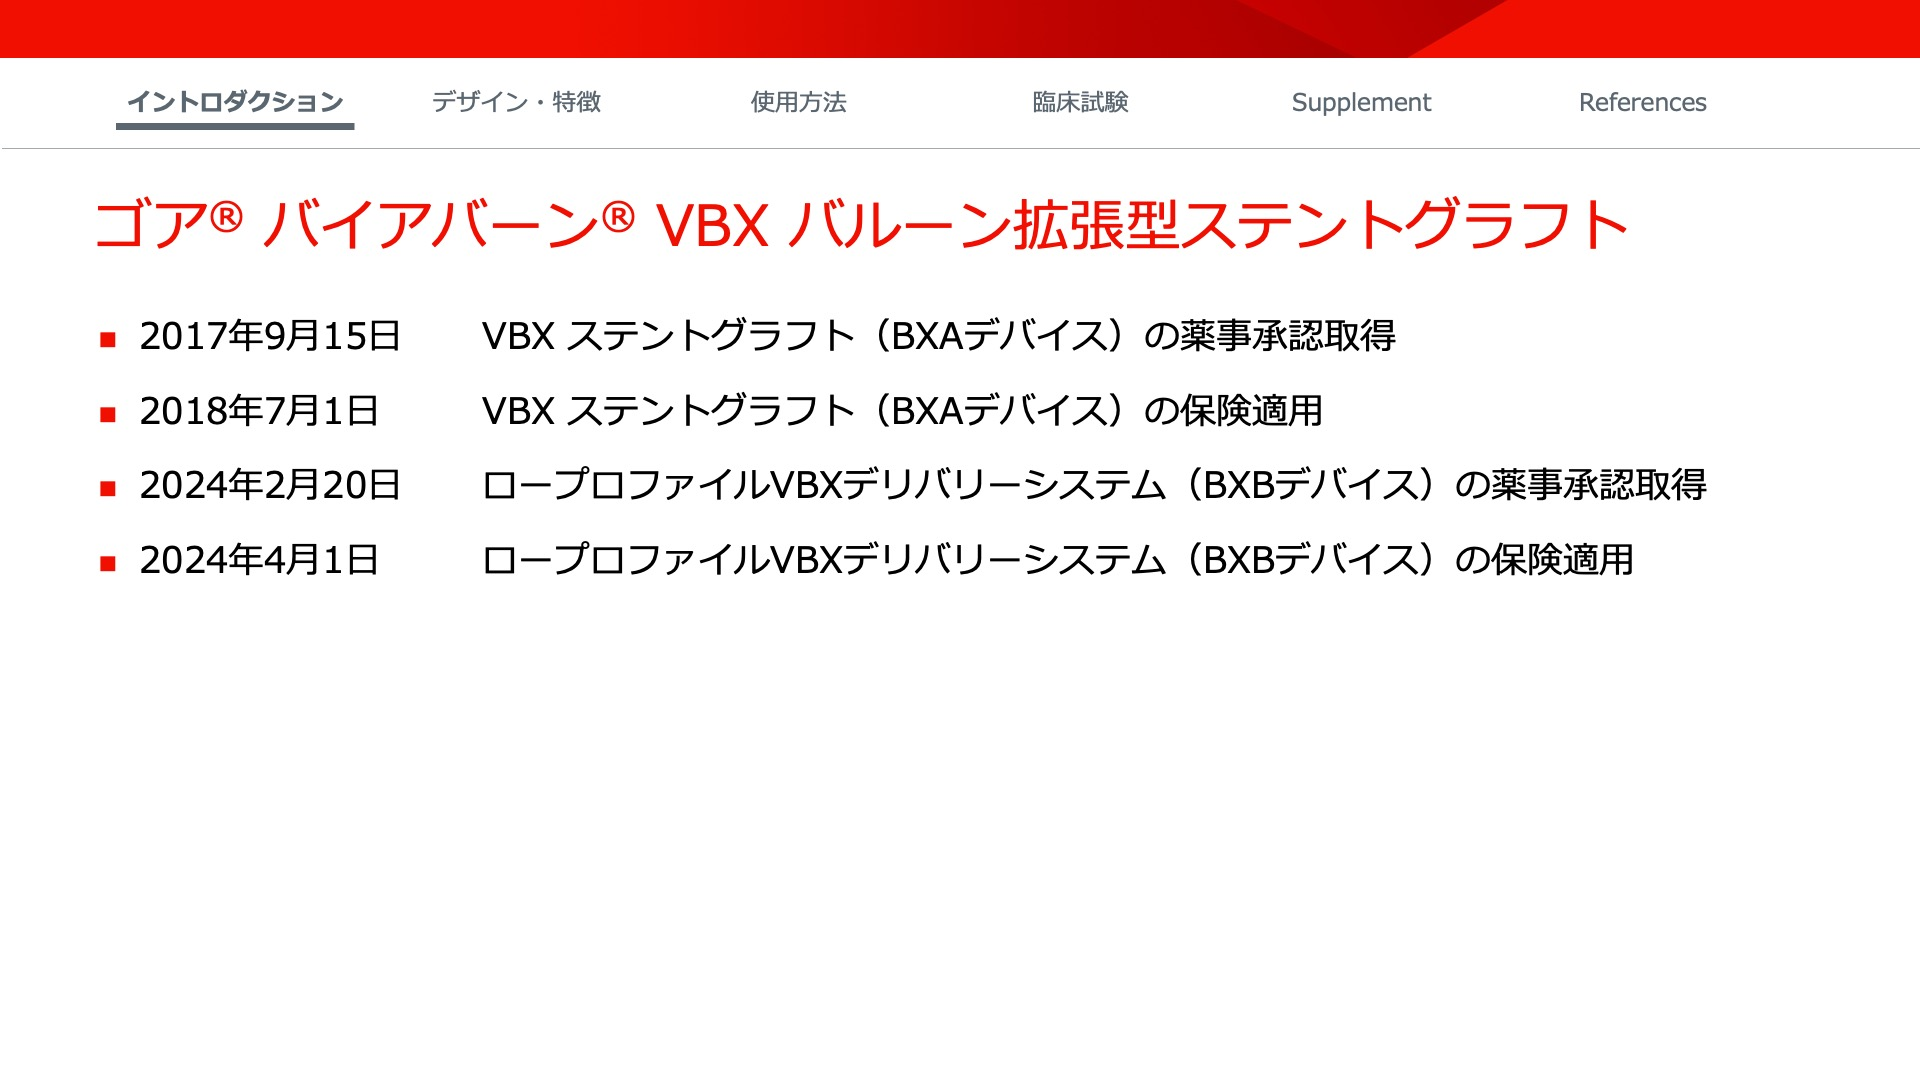 イントロダクション デザイン・特徴 使用方法 臨床試験 Supplement References
ゴア® バイアバーン® VBX バルーン拡張型ステントグラフト
■ 2017年9月15日 VBX ステントグラフト（BXAデバイス）の薬事承認取得
■ 2018年7月1日 VBX ステントグラフト（BXAデバイス）の保険適用
■ 2024年2月20日 ロープロファイルVBXデリバリーシステム（BXBデバイス）の薬事承認取得
■ 2024年4月1日 ロープロファイルVBXデリバリーシステム（BXBデバイス）の保険適用